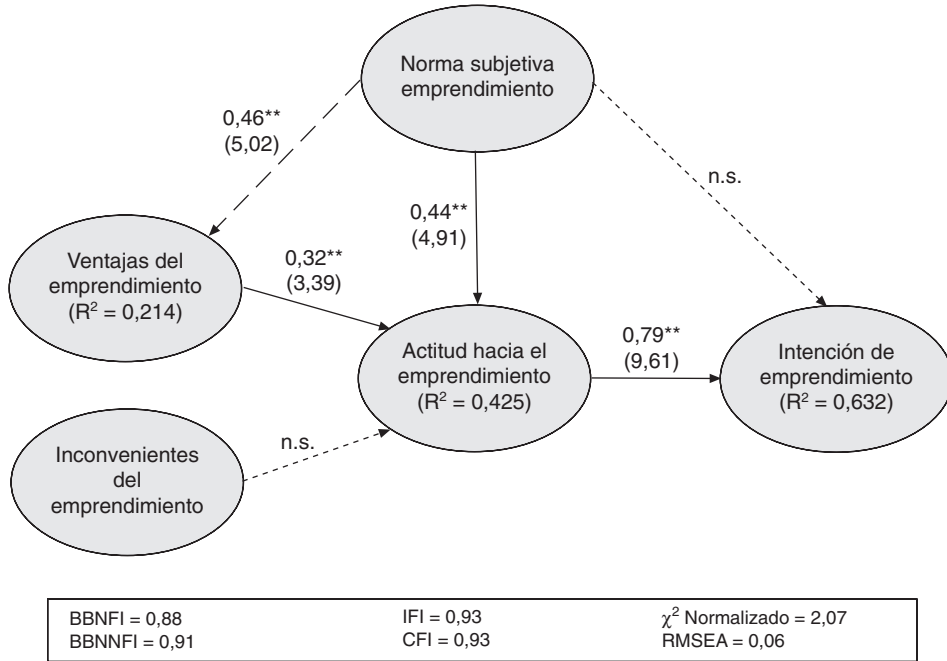 Norma subjetiva
emprendimiento
0,46**
(5,02)
n.s.
0,44**
(4,91)
Ventajas del
emprendimiento
(R² = 0,214)
0,32**
(3,39)
Actitud hacia el
emprendimiento
(R² = 0,425)
0,79**
(9,61)
Intención de
emprendimiento
(R² = 0,632)
n.s.
Inconvenientes
del
emprendimiento
BBNFI = 0,88
IFI = 0,93
χ² Normalizado = 2,07
BBNNFI = 0,91
CFI = 0,93
RMSEA = 0,06